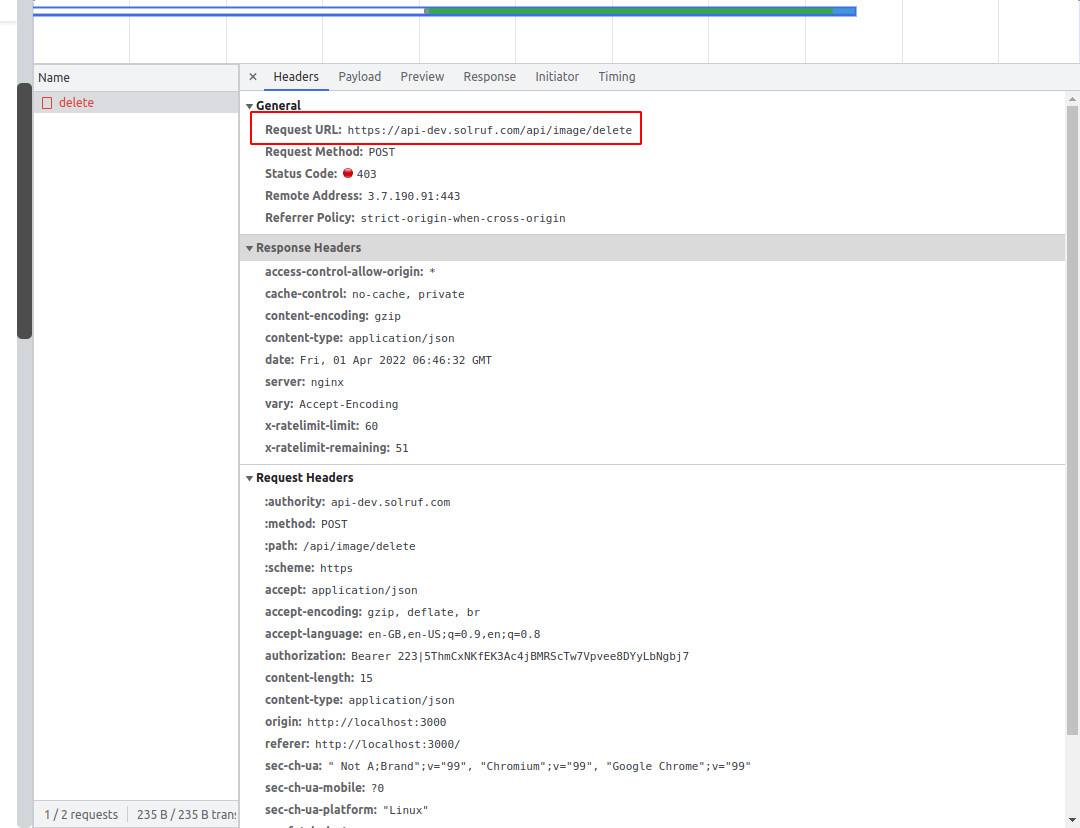 Name
delete
1 / 2 requests
235 B / 235 B trans
× Headers Payload Preview Response Initiator Timing
General
Request URL: https://api-dev.solruf.com/api/image/delete
Request Method: POST
Status Code: 403
Remote Address: 3.7.190.91:443
Referrer Policy: strict-origin-when-cross-origin
Response Headers
access-control-allow-origin: *
cache-control: no-cache, private
content-encoding: gzip
content-type: application/json
date: Fri, 01 Apr 2022 06:46:32 GMT
server: nginx
vary: Accept-Encoding
x-ratelimit-limit: 60
x-ratelimit-remaining: 51
Request Headers
:authority: api-dev.solruf.com
:method: POST
:path: /api/image/delete
:scheme: https
accept: application/json
accept-encoding: gzip, deflate, br
accept-language: en-GB,en-US;q=0.9,en;q=0.8
authorization: Bearer 223|5ThmCxNKfEK3Ac4jBMRScTw7Vpvee8DYyLbNgbj7
content-length: 15
content-type: application/json
origin: http://localhost:3000
referer: http://localhost:3000/
sec-ch-ua: " Not A;Brand";v="99", "Chromium";v="99", "Google Chrome";v="99"
sec-ch-ua-mobile: ?0
sec-ch-ua-platform: "Linux"